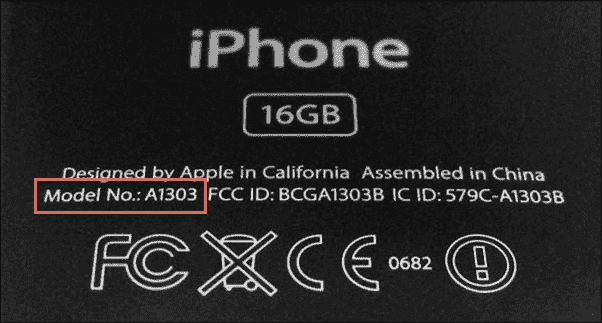 iPhone
16GB
Designed by Apple in California Assembled in China
Model No.: A1303 FCC ID: BCGA1303B IC ID: 579C-A1303B
FC CE 0682